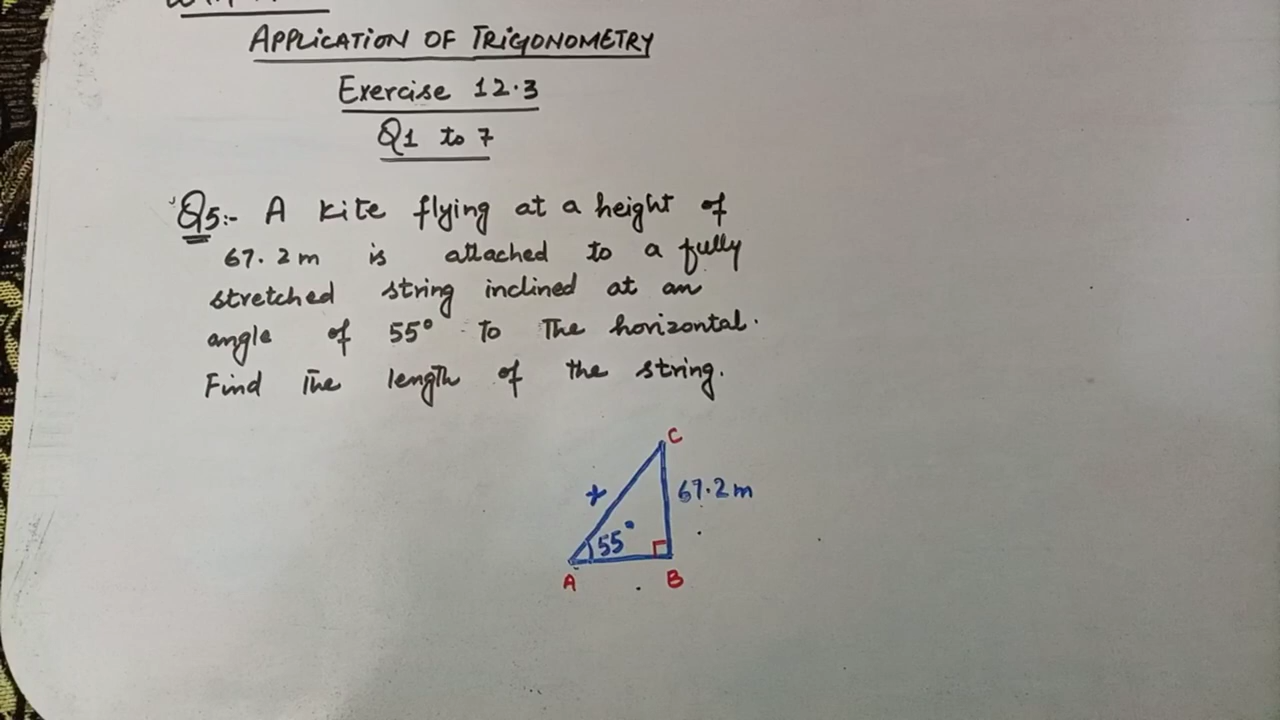 APPLICATION OF TRIGONOMETRY
Exercise 12.3
Q1 to 7
Q5:- A kite flying at a height of
67.2m is attached to a fully
stretched string inclined at an
angle of 55° to the horizontal.
Find the length of the string.
C
x 67.2m
55°
A B